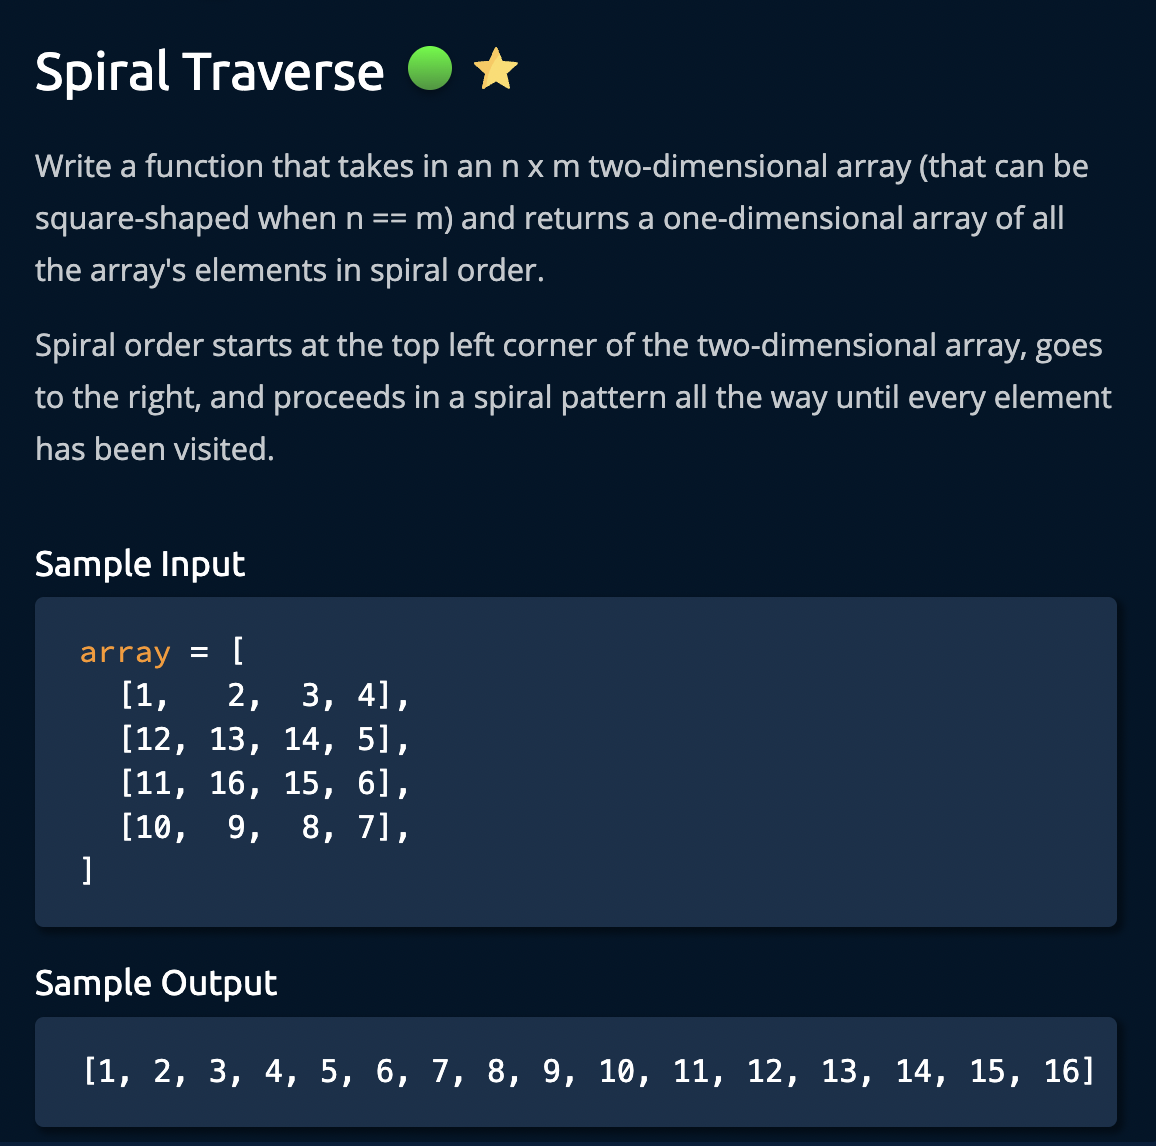 Spiral Traverse
Write a function that takes in an n x m two-dimensional array (that can be
square-shaped when n == m) and returns a one-dimensional array of all
the array's elements in spiral order.
Spiral order starts at the top left corner of the two-dimensional array, goes
to the right, and proceeds in a spiral pattern all the way until every element
has been visited.
Sample Input
array = [
  [1,   2,  3, 4],
  [12, 13, 14, 5],
  [11, 16, 15, 6],
  [10,  9,  8, 7],
]
Sample Output
[1, 2, 3, 4, 5, 6, 7, 8, 9, 10, 11, 12, 13, 14, 15, 16]